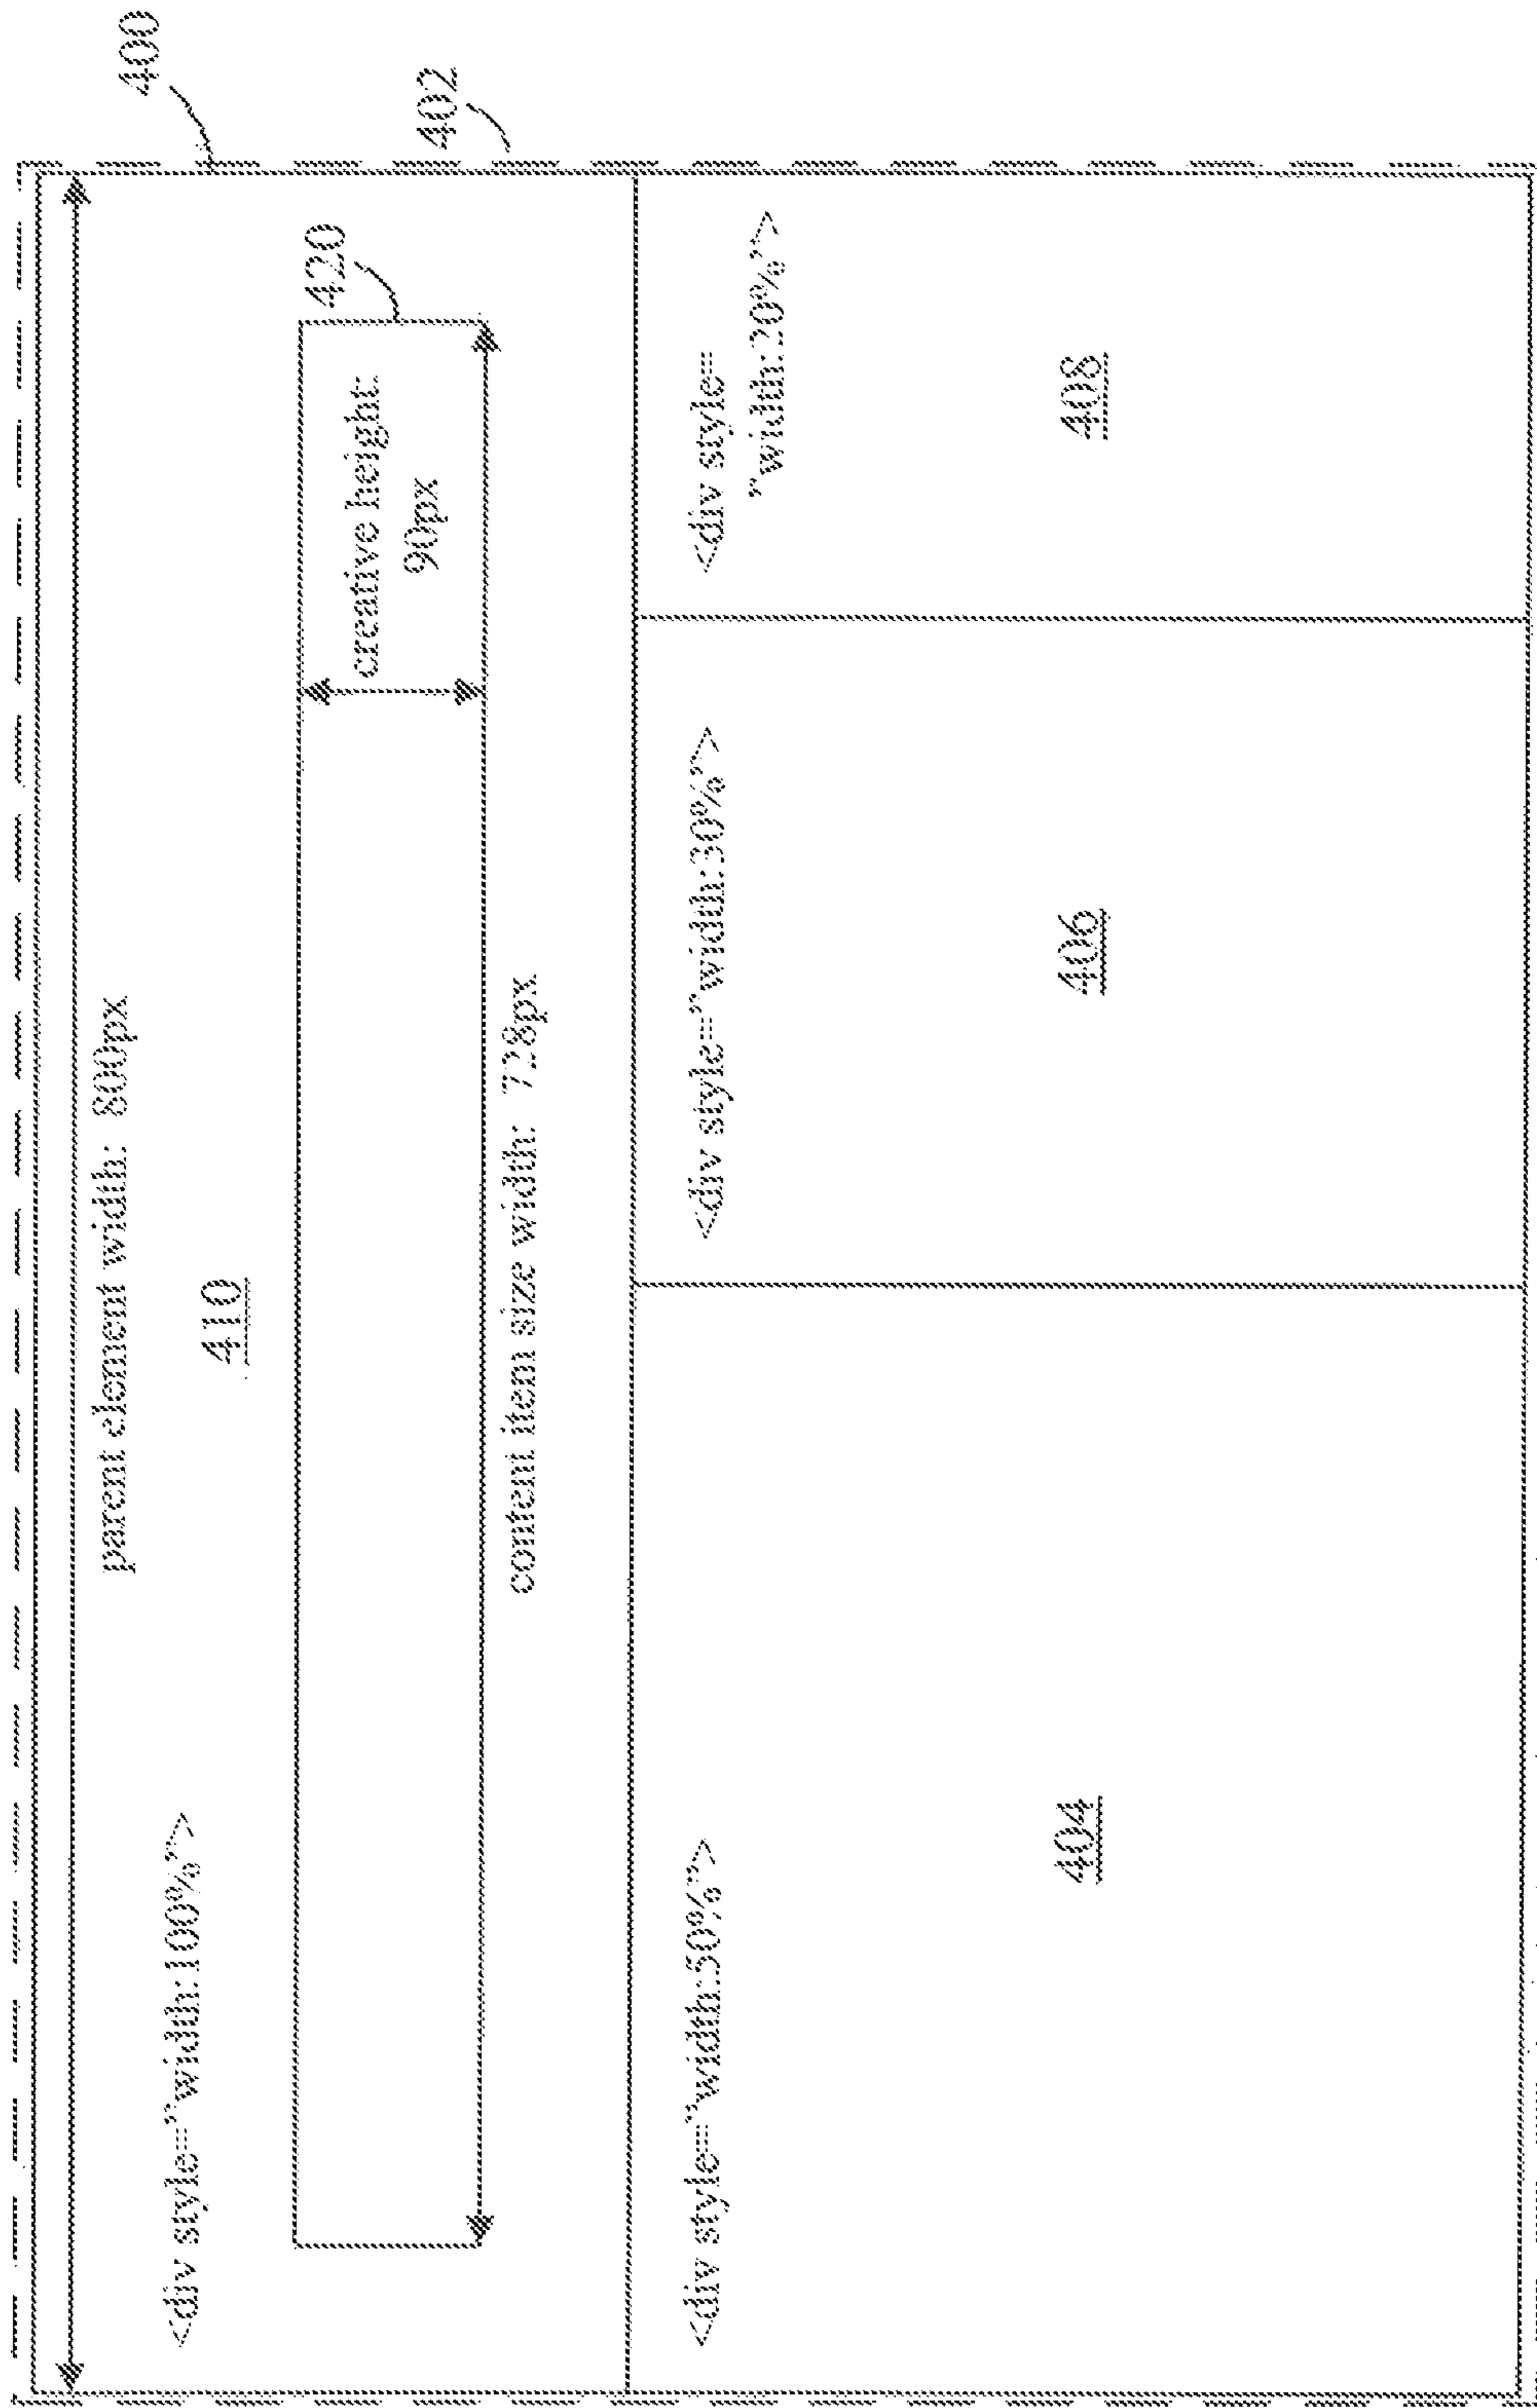 400
402
parent element width: 800px
<div style="width:100%">
410
420
creative height:
90px
content item size width: 728px
<div style="width:50%">
<div style="width:30%">
<div style=
"width:20%">
404
406
408